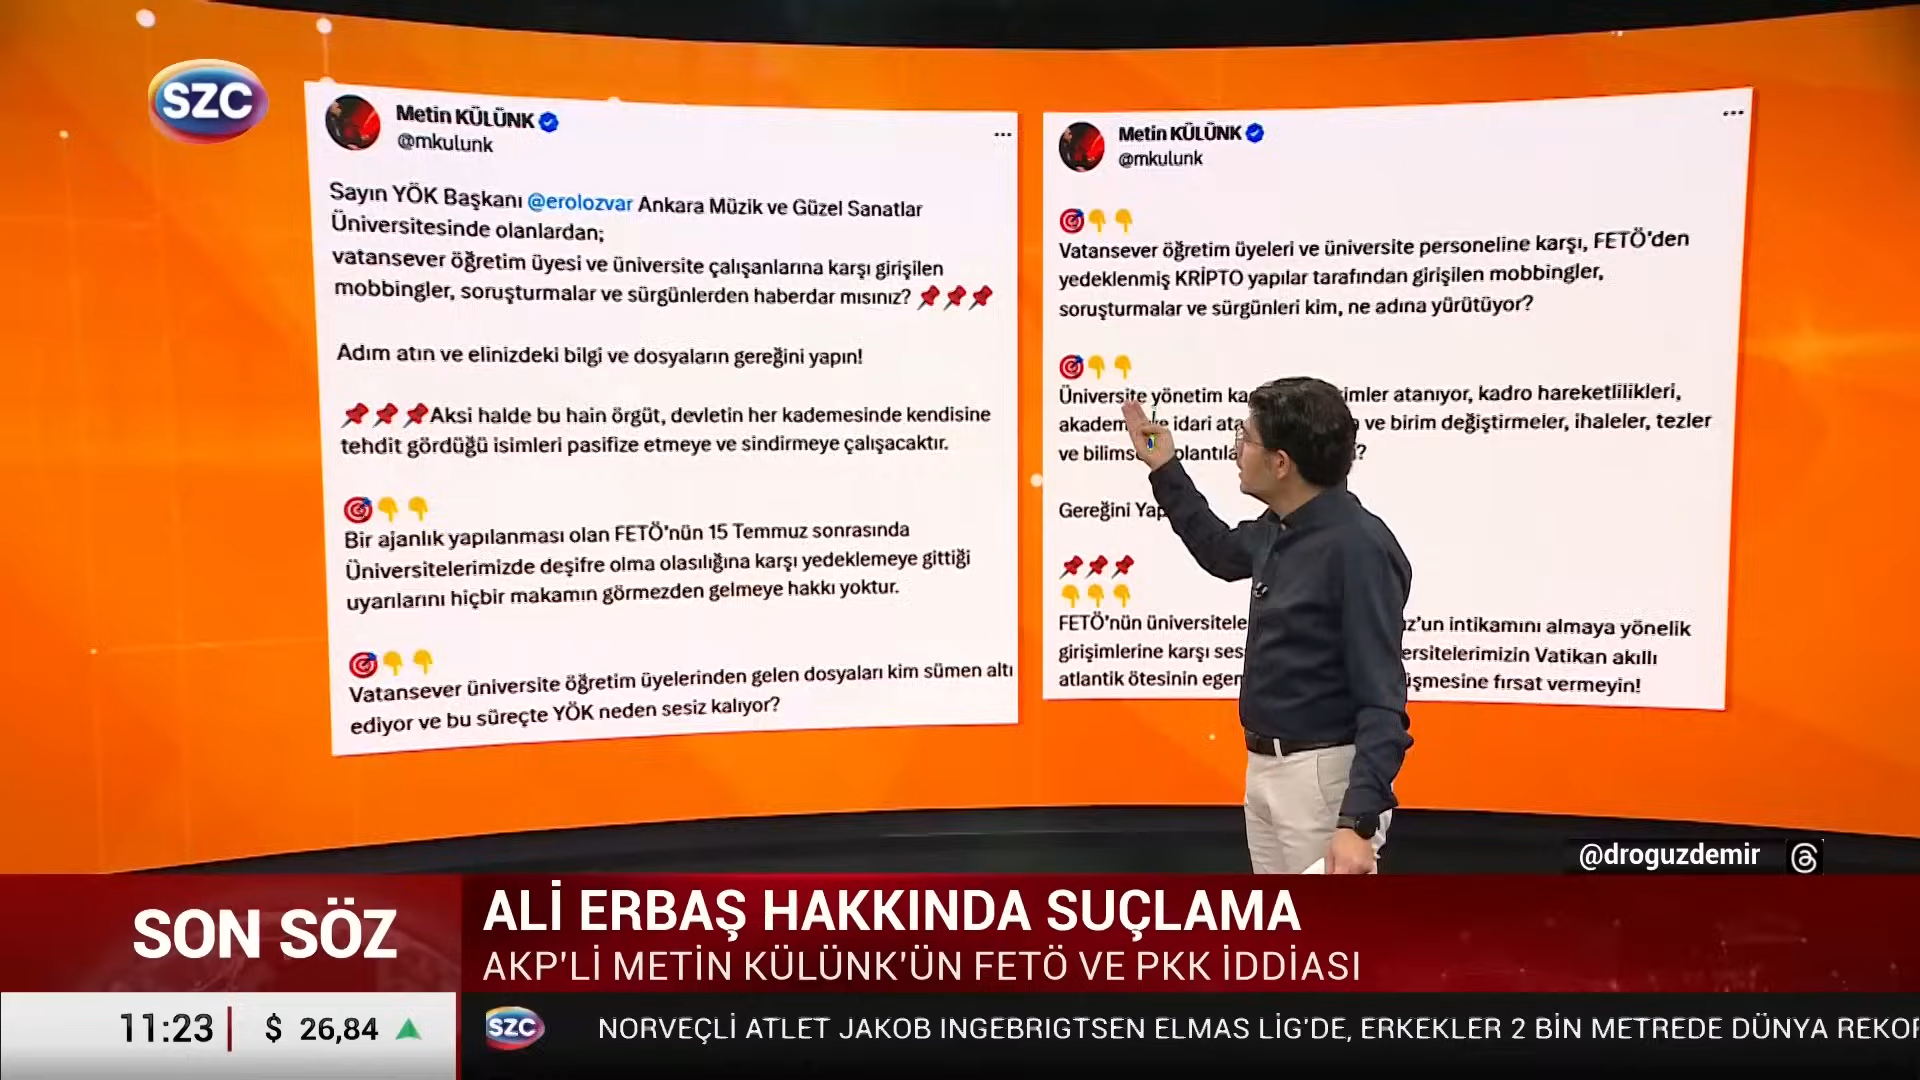 SZC
Metin KÜLÜNK
@mkulunk
Sayın YÖK Başkanı @erolozvar Ankara Müzik ve Güzel Sanatlar
Üniversitesinde olanlardan;
vatansever öğretim üyesi ve üniversite çalışanlarına karşı girişilen
mobbingler, soruşturmalar ve sürgünlerden haberdar mısınız?
Adım atın ve elinizdeki bilgi ve dosyaların gereğini yapın!
Aksi halde bu hain örgüt, devletin her kademesinde kendisine
tehdit gördüğü isimleri pasifize etmeye ve sindirmeye çalışacaktır.
Bir ajanlık yapılanması olan FETÖ'nün 15 Temmuz sonrasında
Üniversitelerimizde deşifre olma olasılığına karşı yedeklemeye gittiği
uyarılarını hiçbir makamın görmezden gelmeye hakkı yoktur.
Vatansever üniversite öğretim üyelerinden gelen dosyaları kim sümen altı
ediyor ve bu süreçte YÖK neden sesiz kalıyor?
Metin KÜLÜNK
@mkulunk
Vatansever öğretim üyeleri ve üniversite personeline karşı, FETÖ'den
yedeklenmiş KRİPTO yapılar tarafından girişilen mobbingler,
soruşturmalar ve sürgünleri kim, ne adına yürütüyor?
Üniversite yönetim atanıyor, kadro hareketlilikleri,
idari ve birim değiştirmeler, ihaleler, tezler
ve
Gereğini
FETÖ'nün intikamını almaya yönelik
girişimlerine karşı Vatikan akıllı
atlantik ötesinin fırsat vermeyin!
@droguzdemir
SON SÖZ
ALİ ERBAŞ HAKKINDA SUÇLAMA
AKP'Lİ METİN KÜLÜNK'ÜN FETÖ VE PKK İDDİASI
11:23 $ 26,84
SZC NORVEÇLİ ATLET JAKOB INGEBRIGTSEN ELMAS LİG'DE, ERKEKLER 2 BİN METREDE DÜNYA